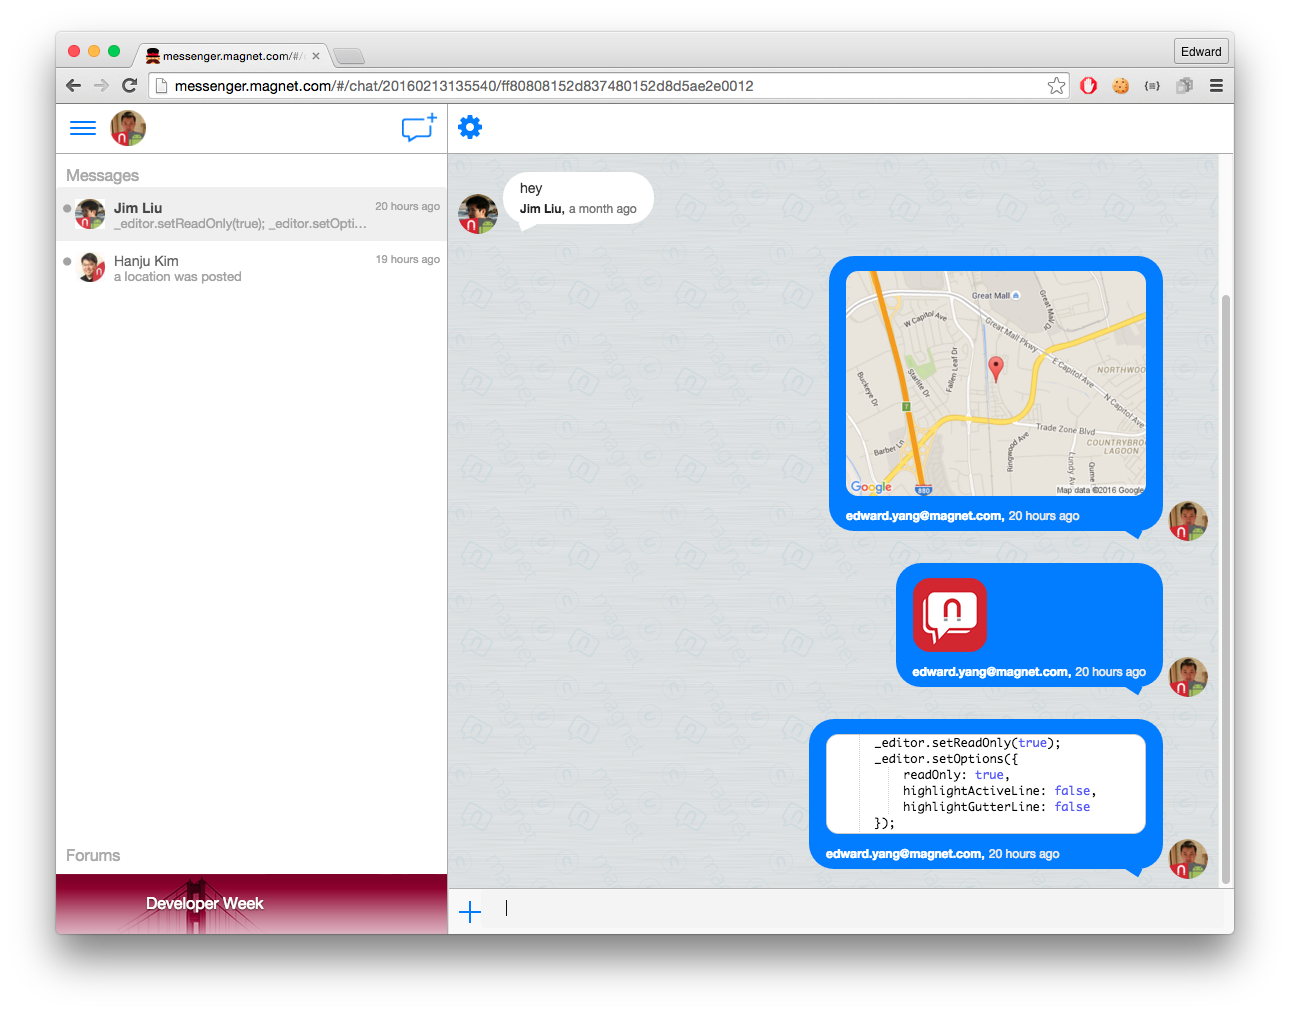 messenger.magnet.com/#/
Edward
messenger.magnet.com/#/chat/20160213135540/ff80808152d837480152d8d5ae2e0012
Messages
Jim Liu
20 hours ago
_editor.setReadOnly(true); _editor.setOpti...
Hanju Kim
19 hours ago
a location was posted
Forums
Developer Week
hey
Jim Liu, a month ago
Great Mall
Great Mall Dr
W Capitol Ave
Great Mall Pkwy
E Capitol Ave
Fallen Leaf Dr
Starlite Dr
Buckeye Dr
NORTHWOO
N Capitol Ave
Trade Zone Blvd
COUNTRYBRO
LAGOON
Barber Ln
Ringwood Ave
Lundy Av
Qume
880
Google
Map data ©2016 Google
edward.yang@magnet.com, 20 hours ago
edward.yang@magnet.com, 20 hours ago
_editor.setReadOnly(true);
_editor.setOptions({
readOnly: true,
highlightActiveLine: false,
highlightGutterLine: false
});
edward.yang@magnet.com, 20 hours ago